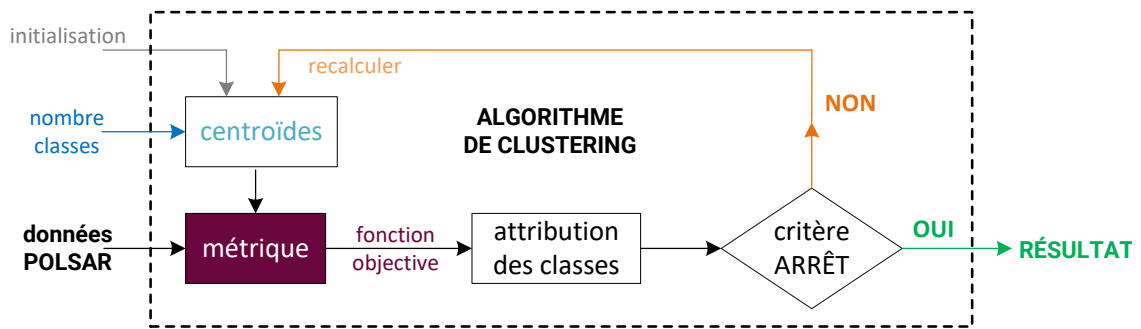 initialisation
recalculer
nombre
classes
centroïdes
ALGORITHME
DE CLUSTERING
NON
données
POLSAR
métrique
fonction
objective
attribution
des classes
critère
ARRÊT
OUI
RÉSULTAT